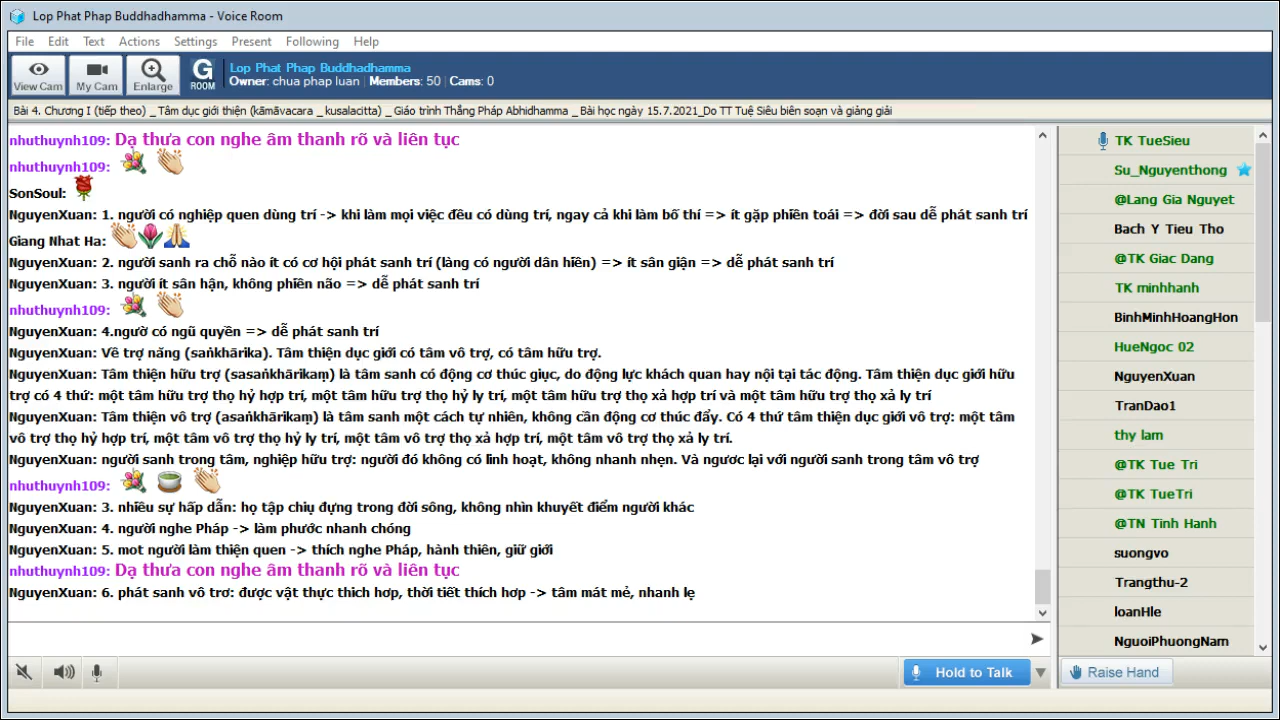 Lop Phat Phap Buddhadhamma - Voice Room
File Edit Text Actions Settings Present Following Help
View Cam My Cam Enlarge G ROOM
Lop Phat Phap Buddhadhamma
Owner: chua phap luan | Members: 50 | Cams: 0
Bài 4. Chương I (tiếp theo) _ Tâm dục giới thiện (kāmāvacara _ kusalacitta) _ Giáo trình Thắng Pháp Abhidhamma _ Bài học ngày 15.7.2021_Do TT Tuệ Siêu biên soạn và giảng giải
nhuthuynh109: Dạ thưa con nghe âm thanh rõ và liên tục
nhuthuynh109:
SonSoul:
NguyenXuan: 1. người có nghiệp quen dùng trí -> khi làm mọi việc đều có dùng trí, ngay cả khi làm bố thí => ít gặp phiền toái => đời sau dễ phát sanh trí
Giang Nhat Ha:
NguyenXuan: 2. người sanh ra chỗ nào ít có cơ hội phát sanh trí (làng có người dân hiền) => ít sân giận => dễ phát sanh trí
NguyenXuan: 3. người ít sân hận, không phiền não => dễ phát sanh trí
nhuthuynh109:
NguyenXuan: 4.ngườ có ngũ quyền => dễ phát sanh trí
NguyenXuan: Về trợ năng (saṅkhārika). Tâm thiện dục giới có tâm vô trợ, có tâm hữu trợ.
NguyenXuan: Tâm thiện hữu trợ (sasaṅkhārikaṃ) là tâm sanh có động cơ thúc giục, do động lực khách quan hay nội tại tác động. Tâm thiện dục giới hữu
trợ có 4 thứ: một tâm hữu trợ thọ hỷ hợp trí, một tâm hữu trợ thọ hỷ ly trí, một tâm hữu trợ thọ xả hợp trí và một tâm hữu trợ thọ xả ly trí
NguyenXuan: Tâm thiện vô trợ (asaṅkhārikaṃ) là tâm sanh một cách tự nhiên, không cần động cơ thúc đẩy. Có 4 thứ tâm thiện dục giới vô trợ: một tâm
vô trợ thọ hỷ hợp trí, một tâm vô trợ thọ hỷ ly trí, một tâm vô trợ thọ xả hợp trí, một tâm vô trợ thọ xả ly trí.
NguyenXuan: người sanh trong tâm, nghiệp hữu trợ: người đó không có linh hoạt, không nhanh nhẹn. Và ngươc lại với người sanh trong tâm vô trợ
nhuthuynh109:
NguyenXuan: 3. nhiều sự hấp dẫn: họ tập chịu đựng trong đời sông, không nhìn khuyết điểm người khác
NguyenXuan: 4. người nghe Pháp -> làm phước nhanh chóng
NguyenXuan: 5. mot người làm thiện quen -> thích nghe Pháp, hành thiên, giữ giới
nhuthuynh109: Dạ thưa con nghe âm thanh rõ và liên tục
NguyenXuan: 6. phát sanh vô trơ: được vật thực thich hơp, thời tiết thích hơp -> tâm mát mẻ, nhanh lẹ
TK TueSieu
Su_Nguyenthong
@Lang Gia Nguyet
Bach Y Tieu Tho
@TK Giac Dang
TK minhhanh
BinhMinhHoangHon
HueNgoc 02
NguyenXuan
TranDao1
thy lam
@TK Tue Tri
@TK TueTri
@TN Tinh Hanh
suongvo
Trangthu-2
loanHle
NguoiPhuongNam
Hold to Talk
Raise Hand